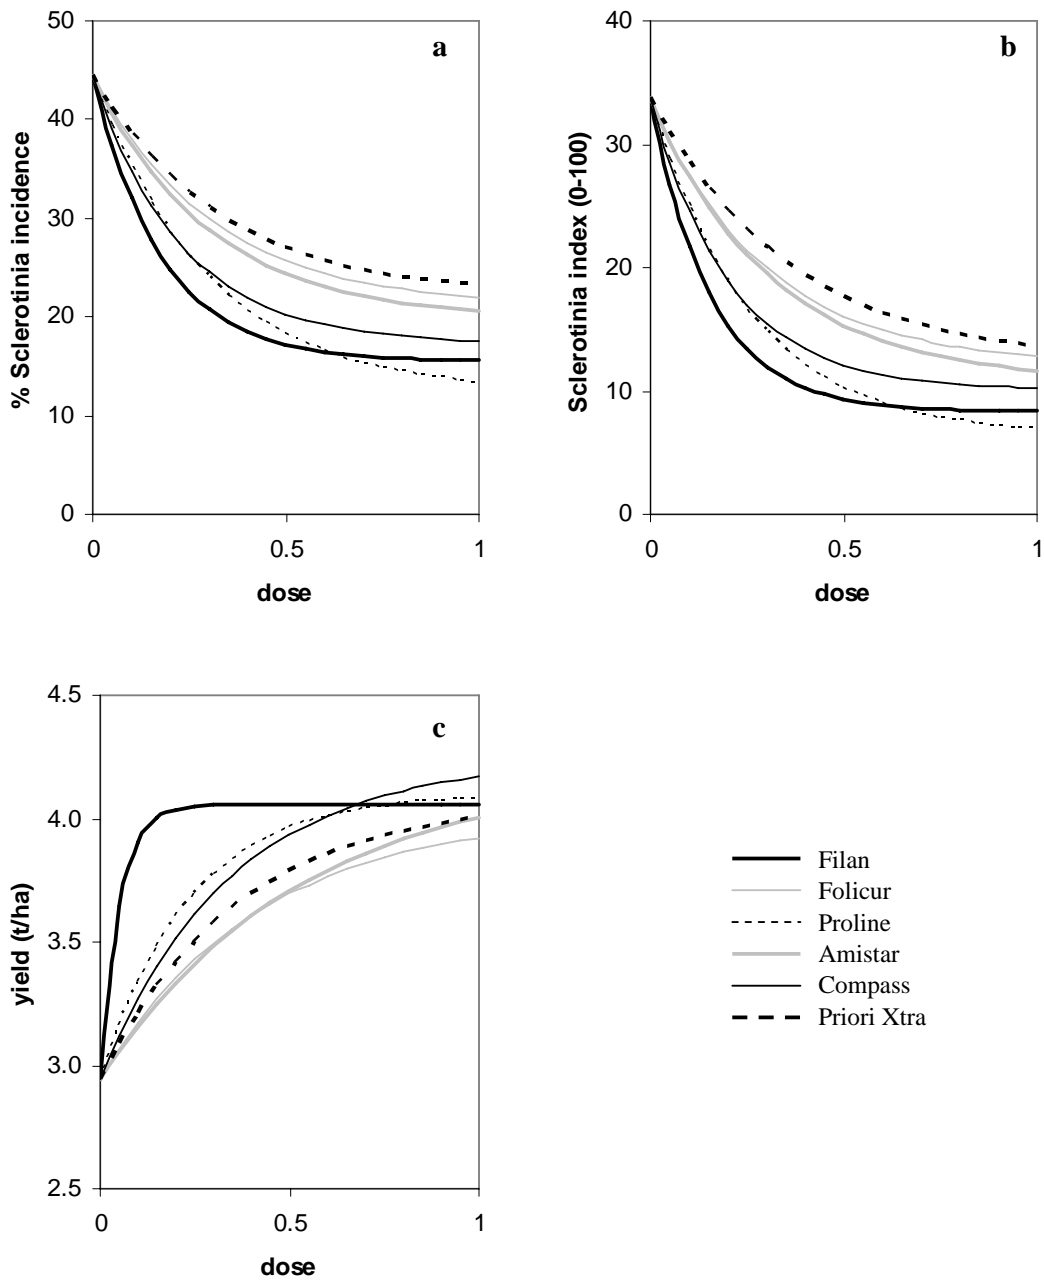 a
50
40
30
20
10
0
% Sclerotinia incidence
0 0.5 1
dose
b
40
30
20
10
0
Sclerotinia index (0-100)
0 0.5 1
dose
c
4.5
4.0
3.5
3.0
2.5
yield (t/ha)
0 0.5 1
dose
Filan
Folicur
Proline
Amistar
Compass
Priori Xtra